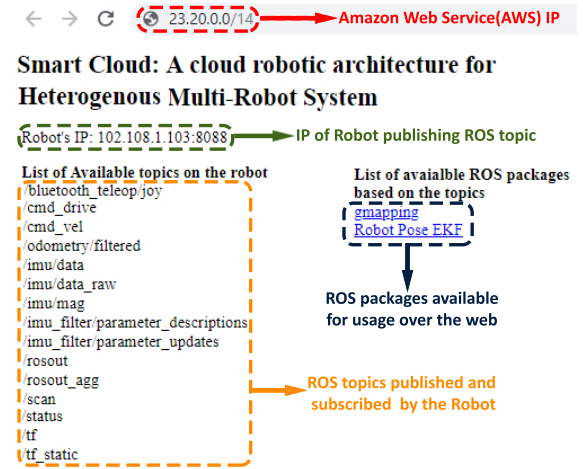 23.20.0.0/14
Amazon Web Service(AWS) IP
Smart Cloud: A cloud robotic architecture for
Heterogenous Multi-Robot System
Robot's IP: 102.108.1.103:8088
IP of Robot publishing ROS topic
List of Available topics on the robot
/bluetooth_teleop/joy
/cmd_drive
/cmd_vel
/odometry/filtered
/imu/data
/imu/data_raw
/imu/mag
/imu_filter/parameter_descriptions
/imu_filter/parameter_updates
/rosout
/rosout_agg
/scan
/status
/tf
/tf_static
List of avaialble ROS packages
based on the topics
gmapping
Robot Pose EKF
ROS packages available
for usage over the web
ROS topics published and
subscribed by the Robot